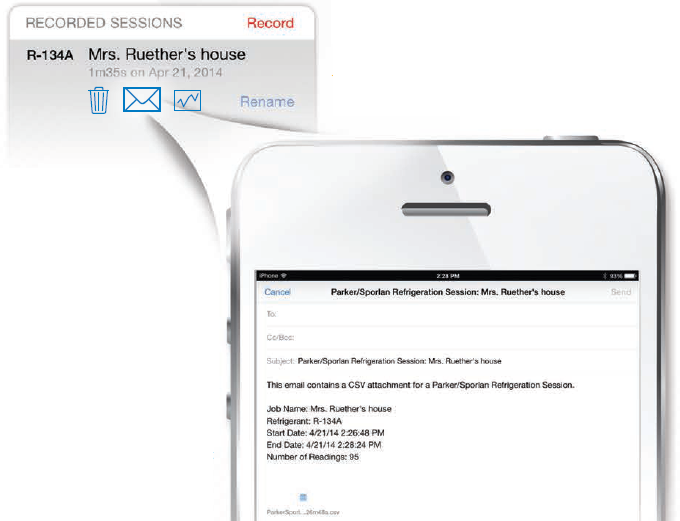 RECORDED SESSIONS Record
R-134A Mrs. Ruether's house
1m35s on Apr 21, 2014
Rename
iPhone 2:28 PM 93%
Cancel Parker/Sporlan Refrigeration Session: Mrs. Ruether's house Send
To:
Cc/Bcc:
Subject: Parker/Sporlan Refrigeration Session: Mrs. Ruether's house
This email contains a CSV attachment for a Parker/Sporlan Refrigeration Session.
Job Name: Mrs. Ruether's house
Refrigerant: R-134A
Start Date: 4/21/14 2:26:48 PM
End Date: 4/21/14 2:28:24 PM
Number of Readings: 95
ParkerSporl...26m48s.csv